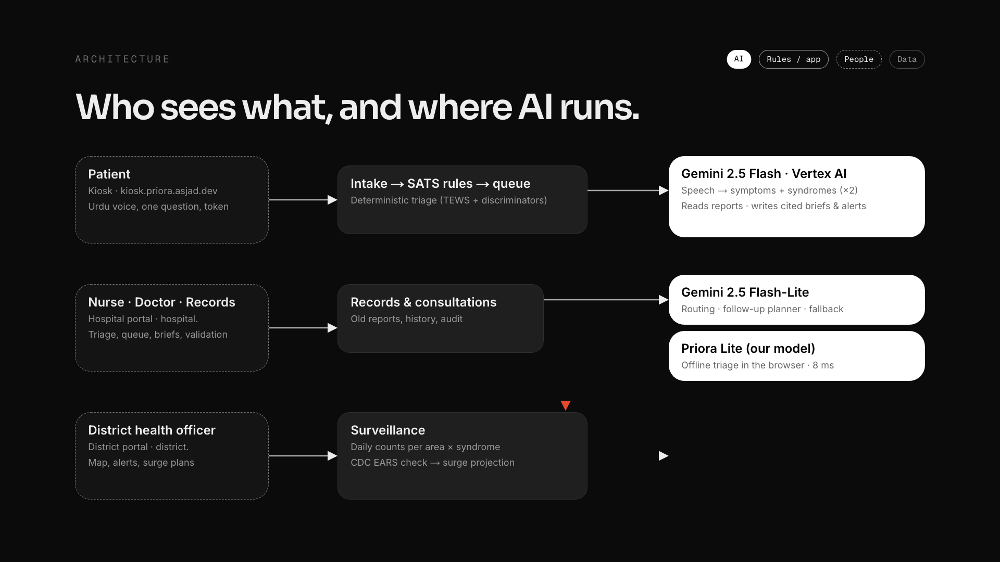 ARCHITECTURE
AI
Rules / app
People
Data
Who sees what, and where AI runs.
Patient
Kiosk · kiosk.priora.asjad.dev
Urdu voice, one question, token
Intake → SATS rules → queue
Deterministic triage (TEWS + discriminators)
Gemini 2.5 Flash · Vertex AI
Speech → symptoms + syndromes (×2)
Reads reports · writes cited briefs & alerts
Nurse · Doctor · Records
Hospital portal · hospital.
Triage, queue, briefs, validation
Records & consultations
Old reports, history, audit
Gemini 2.5 Flash-Lite
Routing · follow-up planner · fallback
Priora Lite (our model)
Offline triage in the browser · 8 ms
District health officer
District portal · district.
Map, alerts, surge plans
Surveillance
Daily counts per area × syndrome
CDC EARS check → surge projection